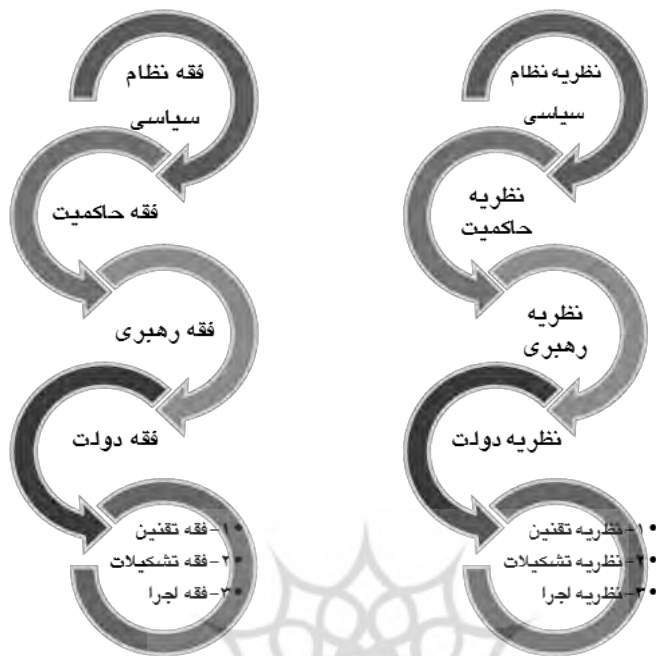 نظریه نظام
سیاسی
نظریه
حاکمیت
نظریه
رهبری
نظریه دولت
• ۱-نظریه تقنین
• ۲-نظریه تشکیلات
• ۳-نظریه اجرا
فقه نظام
سیاسی
فقه حاکمیت
فقه رهبری
فقه دولت
• ۱-فقه تقنین
• ۲-فقه تشکیلات
• ۳-فقه اجرا